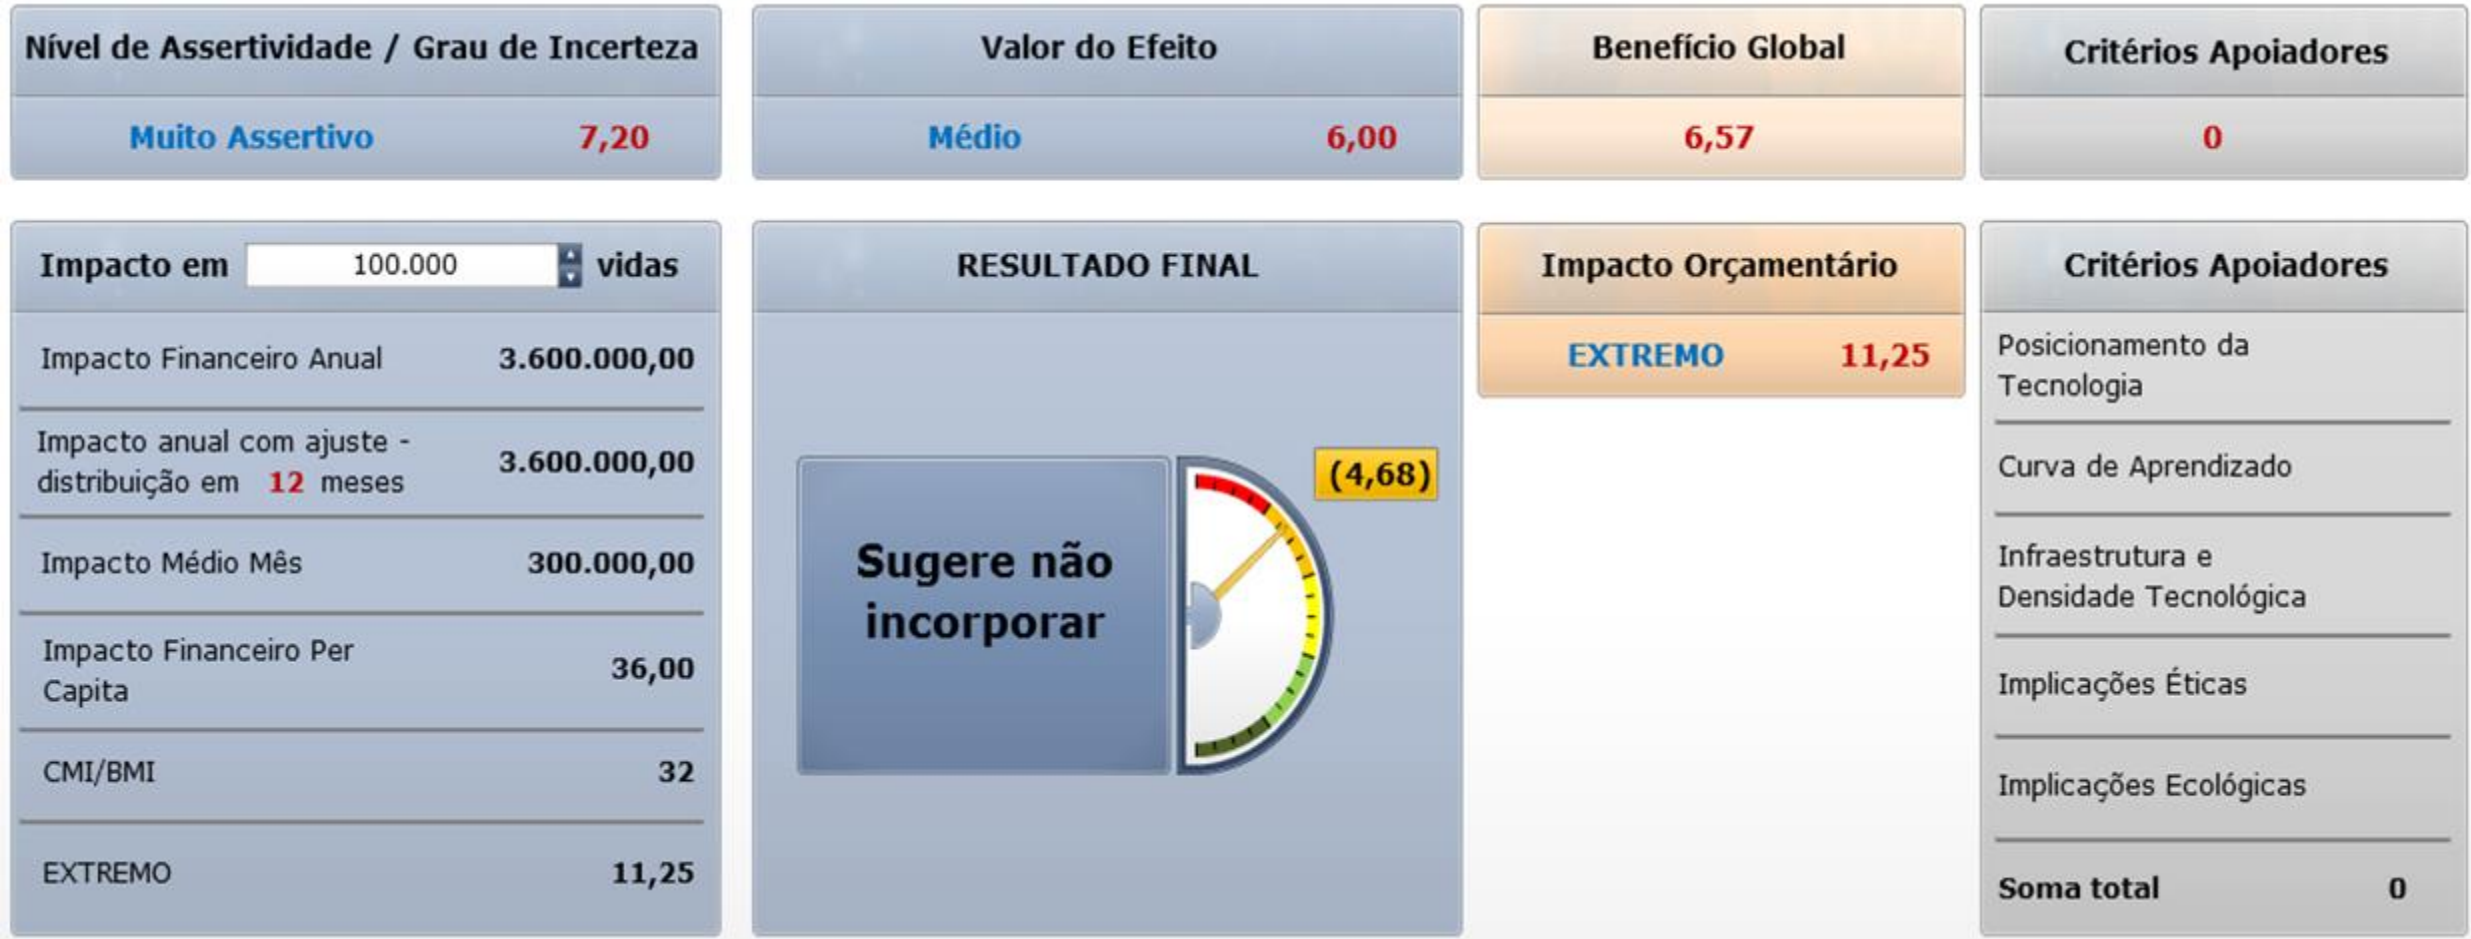 Nível de Assertividade / Grau de Incerteza
Muito Assertivo 7,20
Valor do Efeito
Médio 6,00
Benefício Global
6,57
Critérios Apoiadores
0
Impacto em 100.000 vidas
Impacto Financeiro Anual 3.600.000,00
Impacto anual com ajuste -
distribuição em 12 meses 3.600.000,00
Impacto Médio Mês 300.000,00
Impacto Financeiro Per
Capita 36,00
CMI/BMI 32
EXTREMO 11,25
RESULTADO FINAL
(4,68)
Sugere não
incorporar
Impacto Orçamentário
EXTREMO 11,25
Critérios Apoiadores
Posicionamento da
Tecnologia
Curva de Aprendizado
Infraestrutura e
Densidade Tecnológica
Implicações Éticas
Implicações Ecológicas
Soma total 0